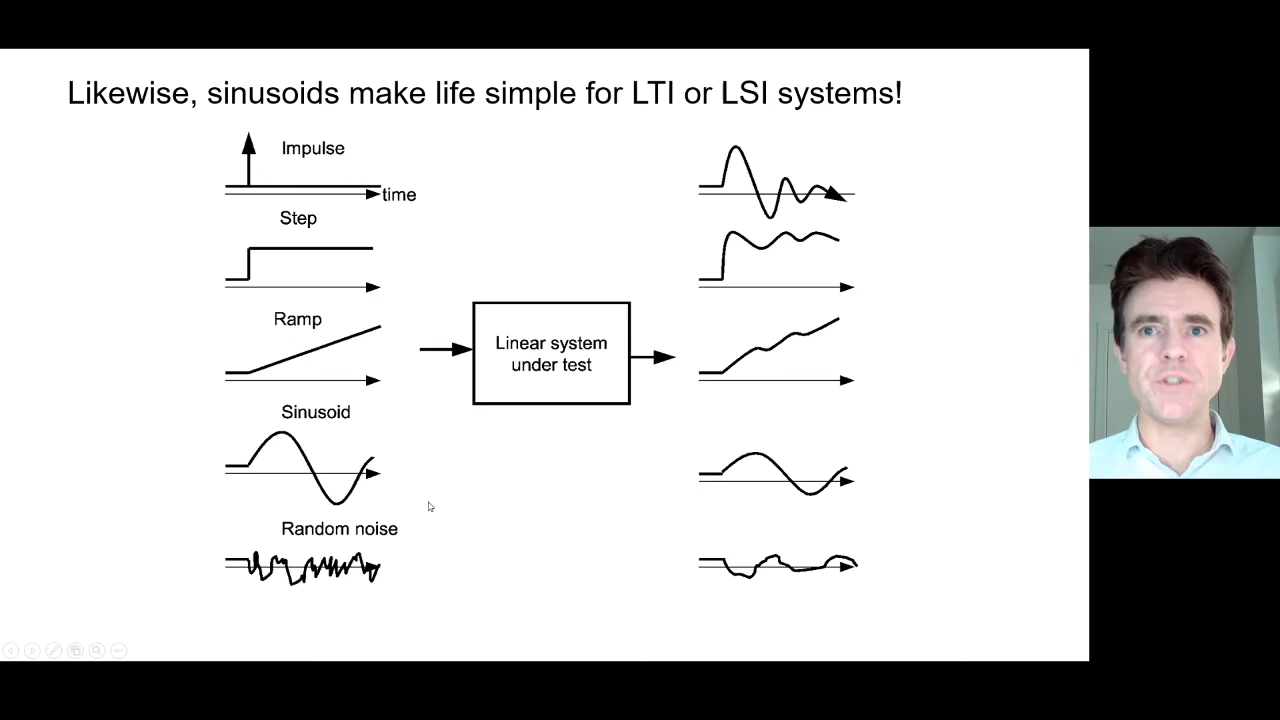 Likewise, sinusoids make life simple for LTI or LSI systems!
Impulse
time
Step
Ramp
Linear system
under test
Sinusoid
Random noise